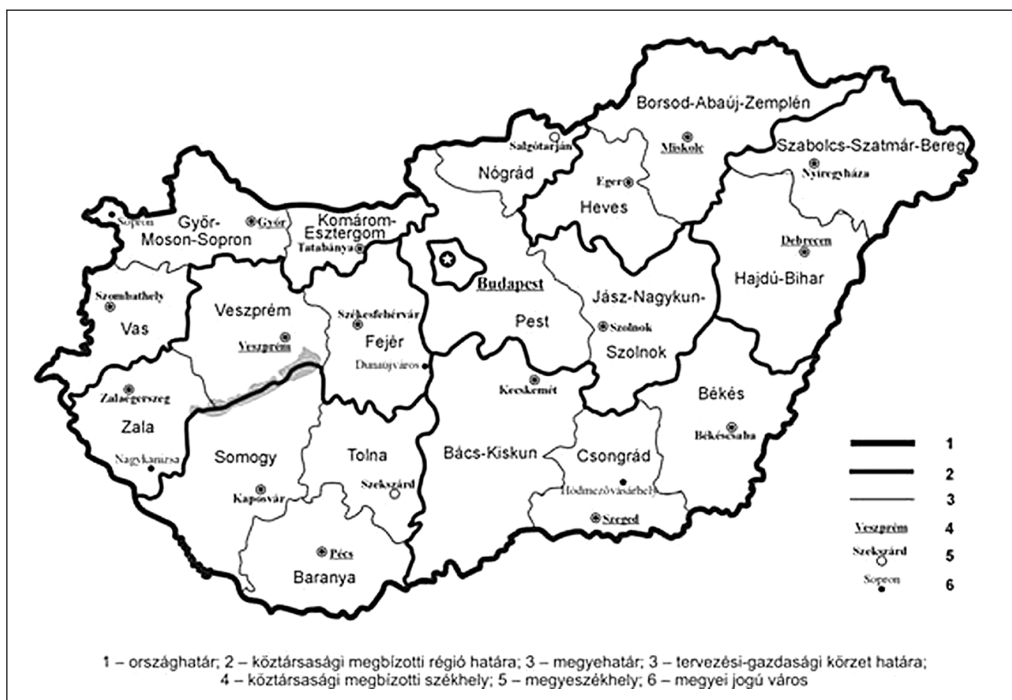 Borsod-Abaúj-Zemplén
Miskolc
Szabolcs-Szatmár-Bereg
Nyíregyháza
Salgótarján
Nógrád
Eger
Heves
Sopron
Győr-
Moson-Sopron
Győr
Komárom-
Esztergom
Tatabánya
Budapest
Pest
Debrecen
Hajdú-Bihar
Jász-Nagykun-
Szolnok
Szolnok
Szombathely
Vas
Veszprém
Veszprém
Székesfehérvár
Fejér
Dunaújváros
Zalaegerszeg
Zala
Nagykanizsa
Somogy
Kaposvár
Tolna
Szekszárd
Pécs
Baranya
Kecskemét
Bács-Kiskun
Csongrád
Hódmezővásárhely
Szeged
Békés
Békéscsaba
1
2
3
Veszprém 4
Szekszárd 5
Sopron 6
1 – országhatár; 2 – köztársasági megbízotti régió határa; 3 – megyehatár; 3 – tervezési-gazdasági körzet határa;
4 – köztársasági megbízotti székhely; 5 – megyeszékhely; 6 – megyei jogú város